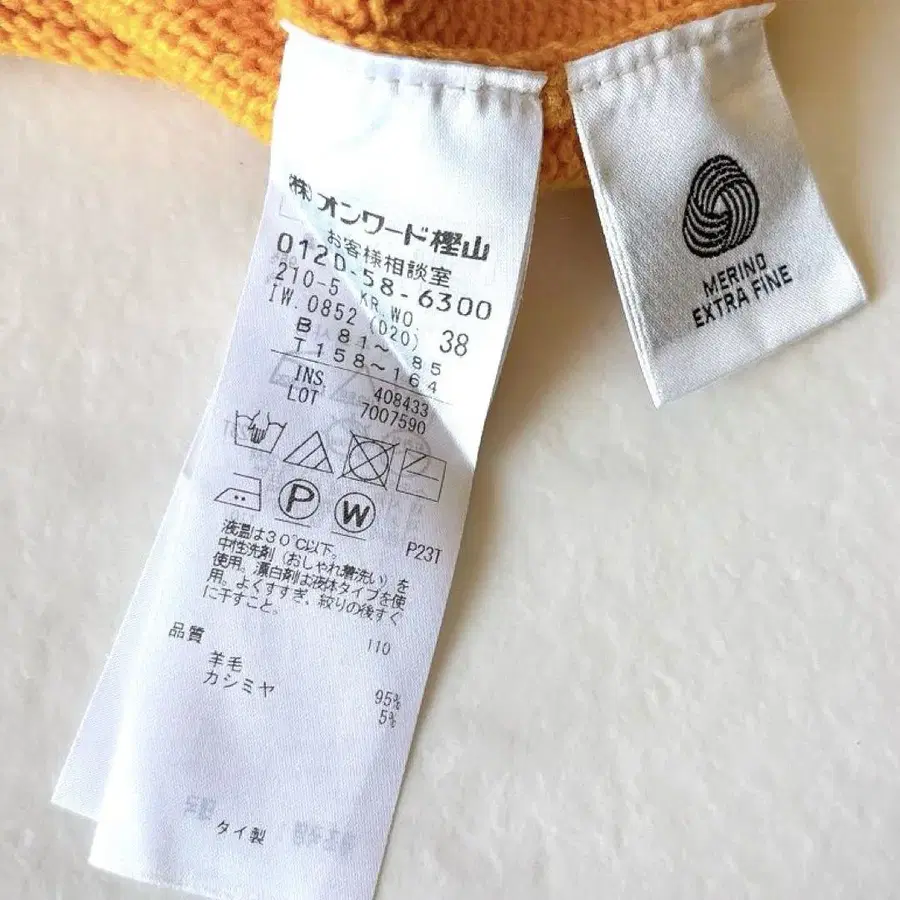 (株)オンワード樫山
お客様相談室
0120-58-6300
210-5 KR.WO
IW.0852 (D20) 38
B 81～85
T 158～164
INS. 408433
LOT 7007590
P W
P23T
液温は30℃以下。
中性洗剤(おしゃれ着洗い)を
使用。漂白剤は液体タイプを使
用。よくすすぎ、絞りの後すぐ
に干すこと。
110
品質
羊毛 95%
カシミヤ 5%
タイ製
MERINO
EXTRA FINE